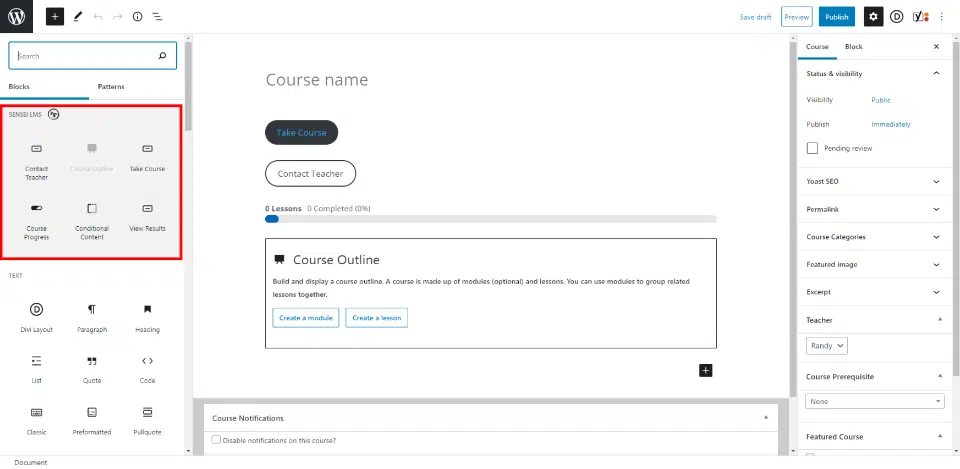 Save draft
Preview
Publish
Search
Blocks
Patterns
SENSEI LMS
Contact
Teacher
Course Outline
Take Course
Course
Progress
Conditional
Content
View Results
TEXT
Divi Layout
Paragraph
Heading
List
Quote
Code
Classic
Preformatted
Pullquote
Course name
Take Course
Contact Teacher
0 Lessons 0 Completed (0%)
Course Outline
Build and display a course outline. A course is made up of modules (optional) and lessons. You can use modules to group related
lessons together.
Create a module
Create a lesson
Course Notifications
Disable notifications on this course?
Course
Block
Status & visibility
Visibility
Public
Publish
Immediately
Pending review
Yoast SEO
Permalink
Course Categories
Featured image
Excerpt
Teacher
Randy
Course Prerequisite
None
Featured Course
Document